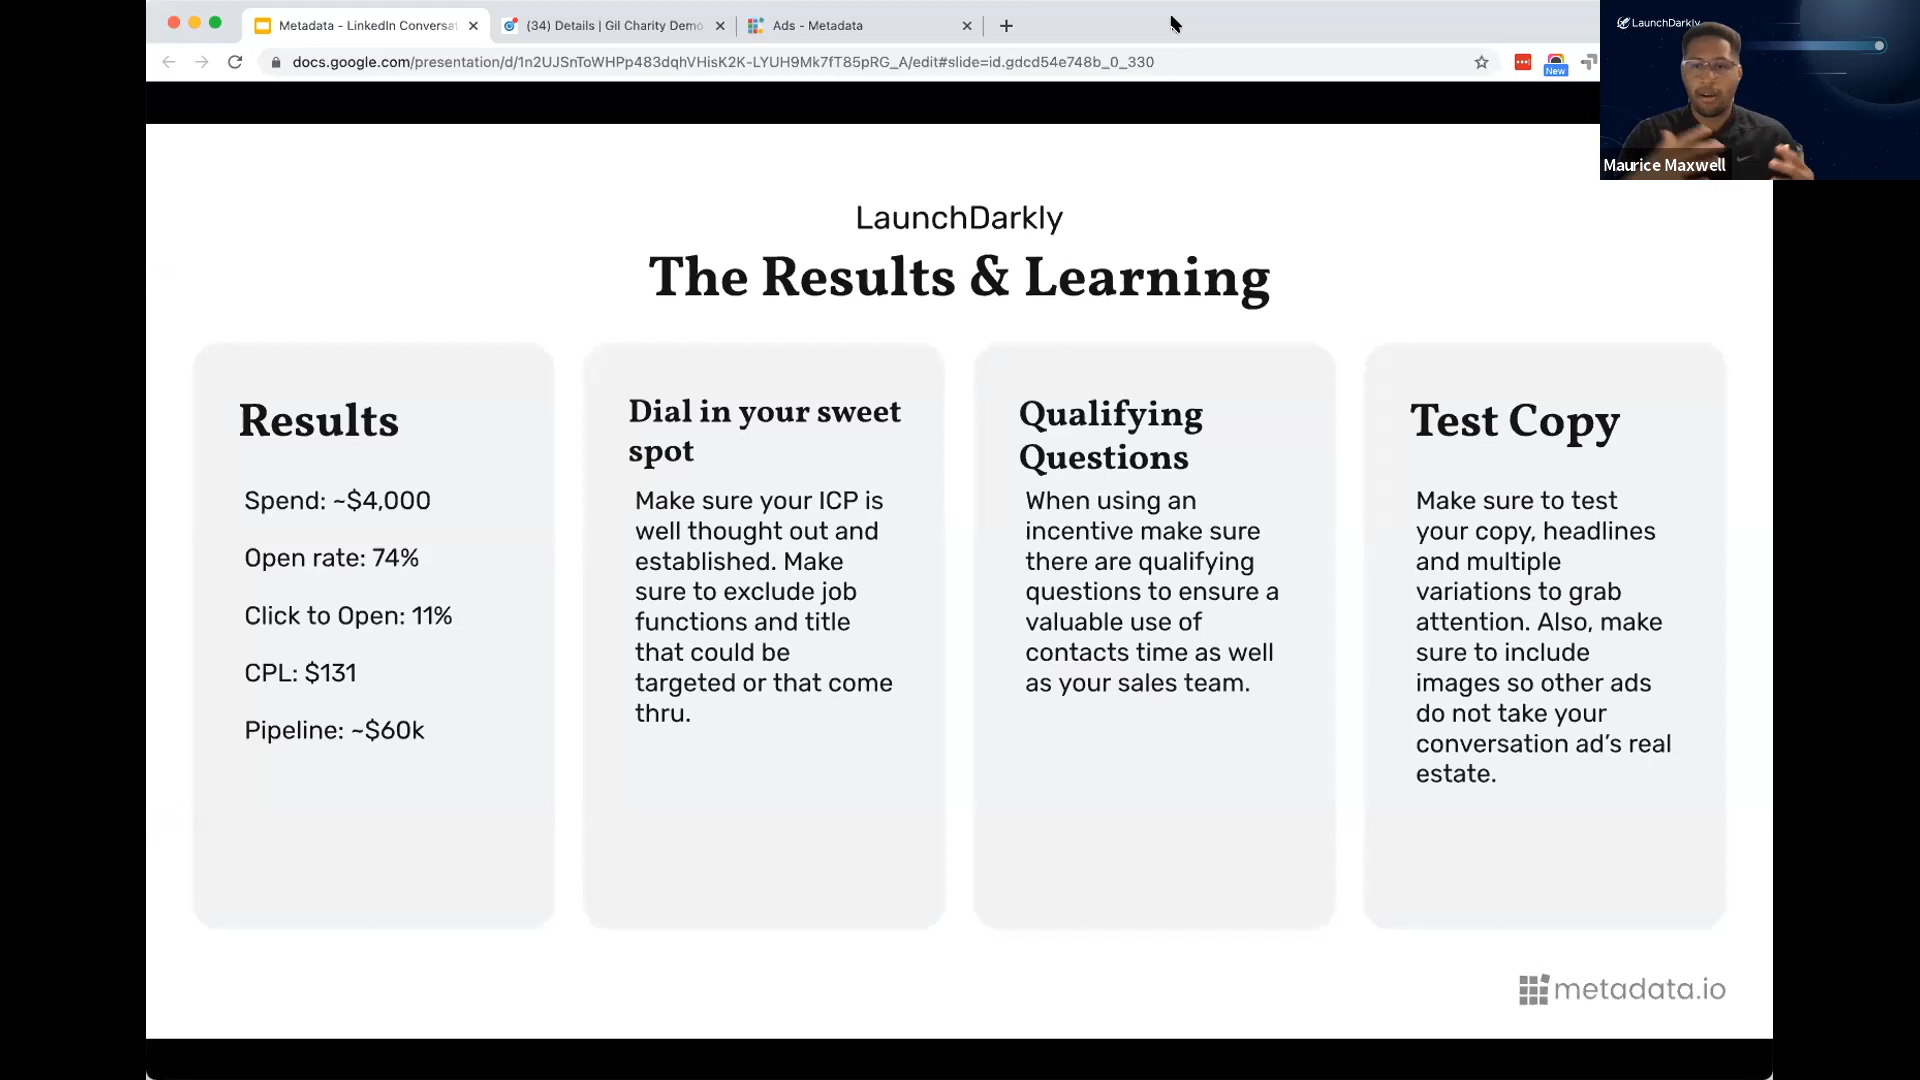 Metadata - LinkedIn Conversat
(34) Details | Gil Charity Demo
Ads - Metadata
docs.google.com/presentation/d/1n2UJSnToWHPp483dqhVHisK2K-LYUH9Mk7fT85pRG_A/edit#slide=id.gdcd54e748b_0_330
New
LaunchDarkly
Maurice Maxwell
LaunchDarkly
The Results & Learning
Results
Spend: ~$4,000
Open rate: 74%
Click to Open: 11%
CPL: $131
Pipeline: ~$60k
Dial in your sweet
spot
Make sure your ICP is
well thought out and
established. Make
sure to exclude job
functions and title
that could be
targeted or that come
thru.
Qualifying
Questions
When using an
incentive make sure
there are qualifying
questions to ensure a
valuable use of
contacts time as well
as your sales team.
Test Copy
Make sure to test
your copy, headlines
and multiple
variations to grab
attention. Also, make
sure to include
images so other ads
do not take your
conversation ad’s real
estate.
metadata.io